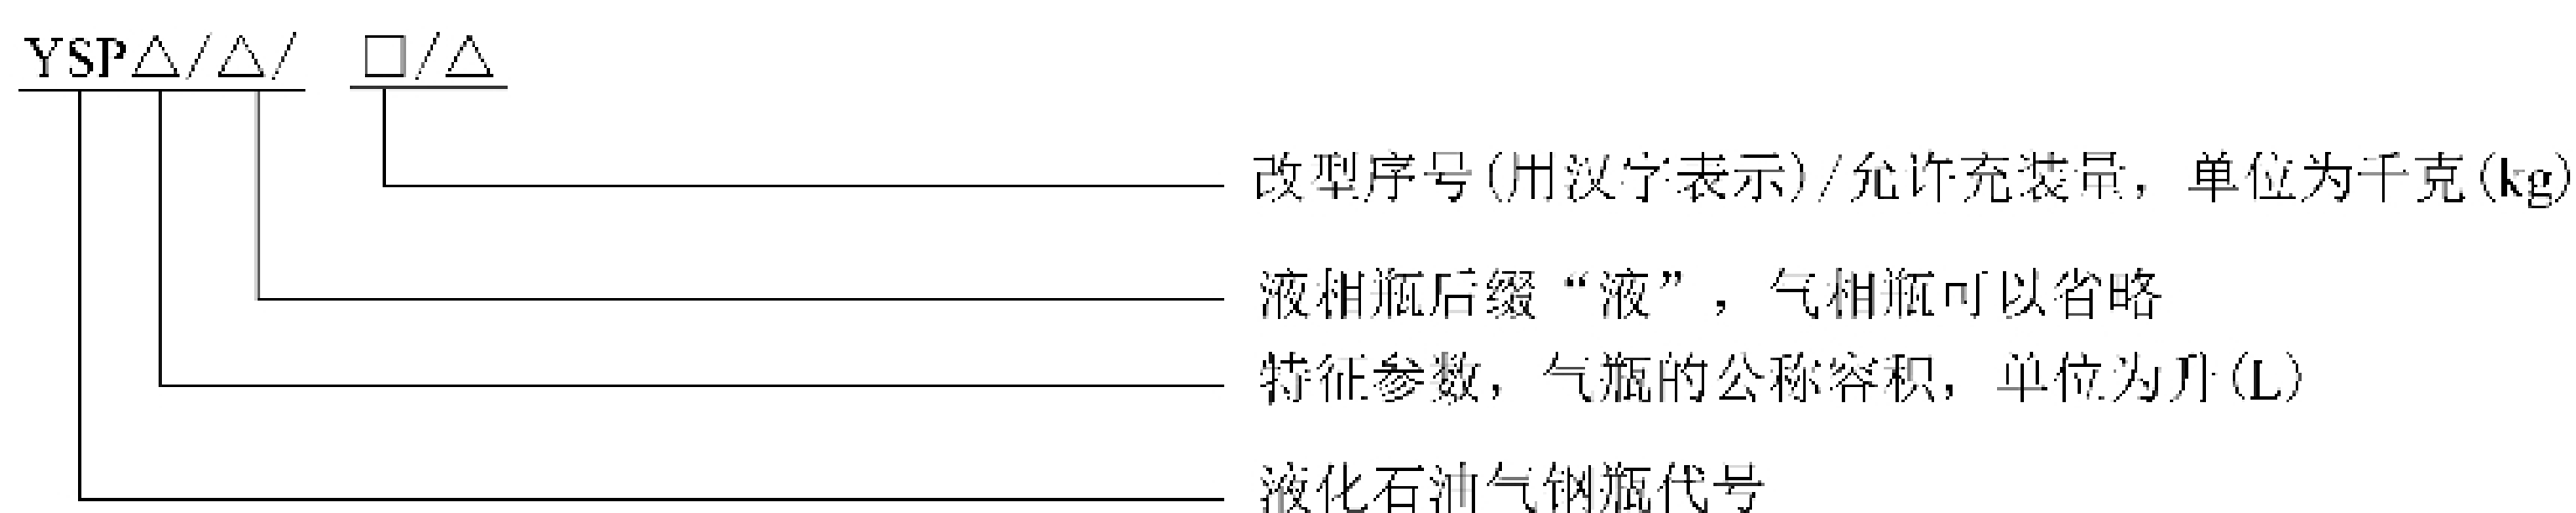 YSP△/△/ □/△
改型序号(用汉字表示)/允许充装量，单位为千克(kg)
液相瓶后缀“液”，气相瓶可以省略
特征参数，气瓶的公称容积，单位为升(L)
液化石油气钢瓶代号